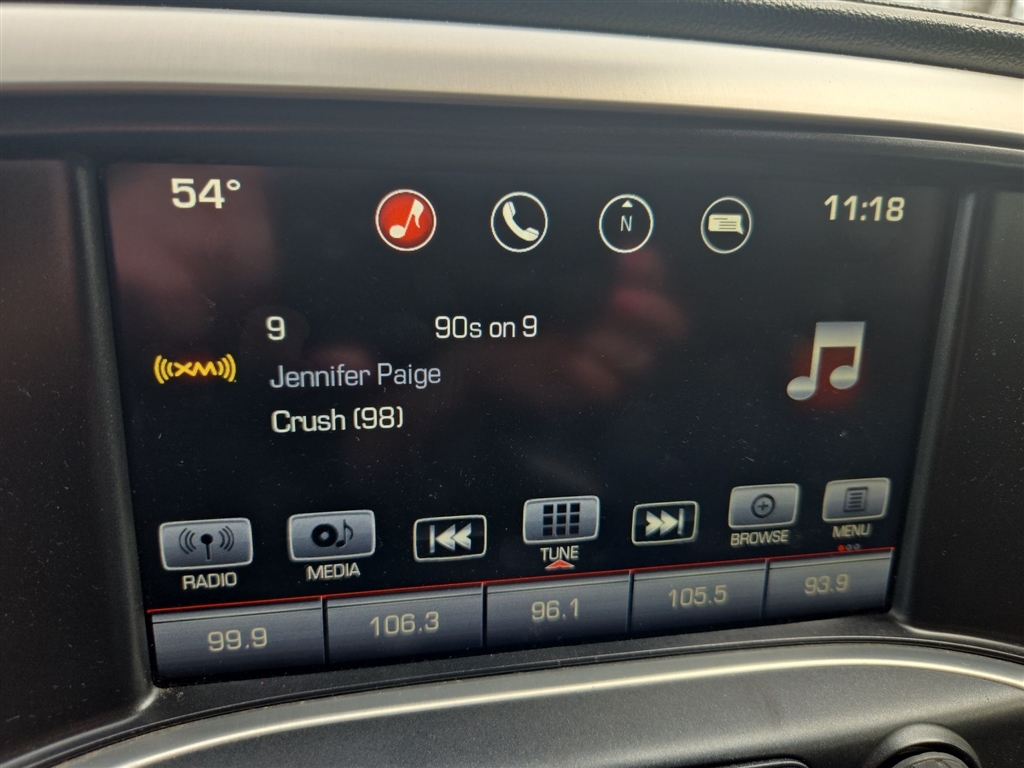 54°
N
11:18
9
90s on 9
XM
Jennifer Paige
Crush (98)
RADIO
MEDIA
TUNE
BROWSE
MENU
99.9
106.3
96.1
105.5
93.9